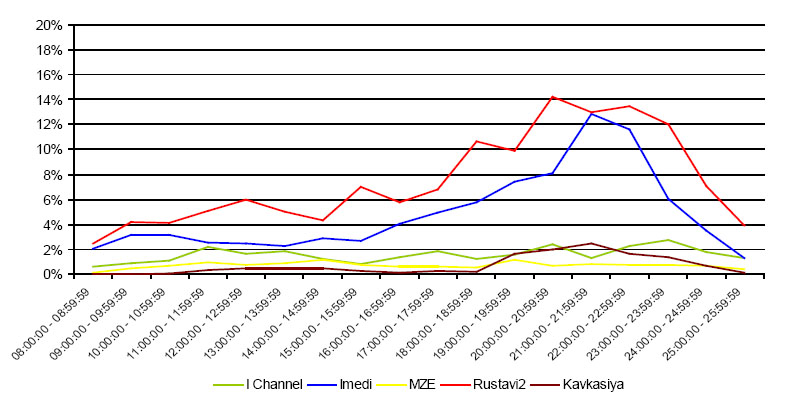 20%
18%
16%
14%
12%
10%
8%
6%
4%
2%
0%
08:00:00 - 08:59:59
09:00:00 - 09:59:59
10:00:00 - 10:59:59
11:00:00 - 11:59:59
12:00:00 - 12:59:59
13:00:00 - 13:59:59
14:00:00 - 14:59:59
15:00:00 - 15:59:59
16:00:00 - 16:59:59
17:00:00 - 17:59:59
18:00:00 - 18:59:59
19:00:00 - 19:59:59
20:00:00 - 20:59:59
21:00:00 - 21:59:59
22:00:00 - 22:59:59
23:00:00 - 23:59:59
24:00:00 - 24:59:59
25:00:00 - 25:59:59
I Channel Imedi MZE Rustavi2 Kavkasiya